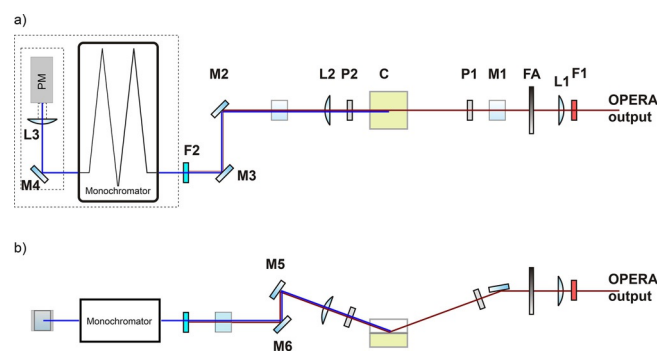 a)
PM
L3
M4
Monochromator
F2
M2
M3
L2
P2
C
P1
M1
FA
L1
F1
OPERA
output
b)
Monochromator
M5
M6
OPERA
output